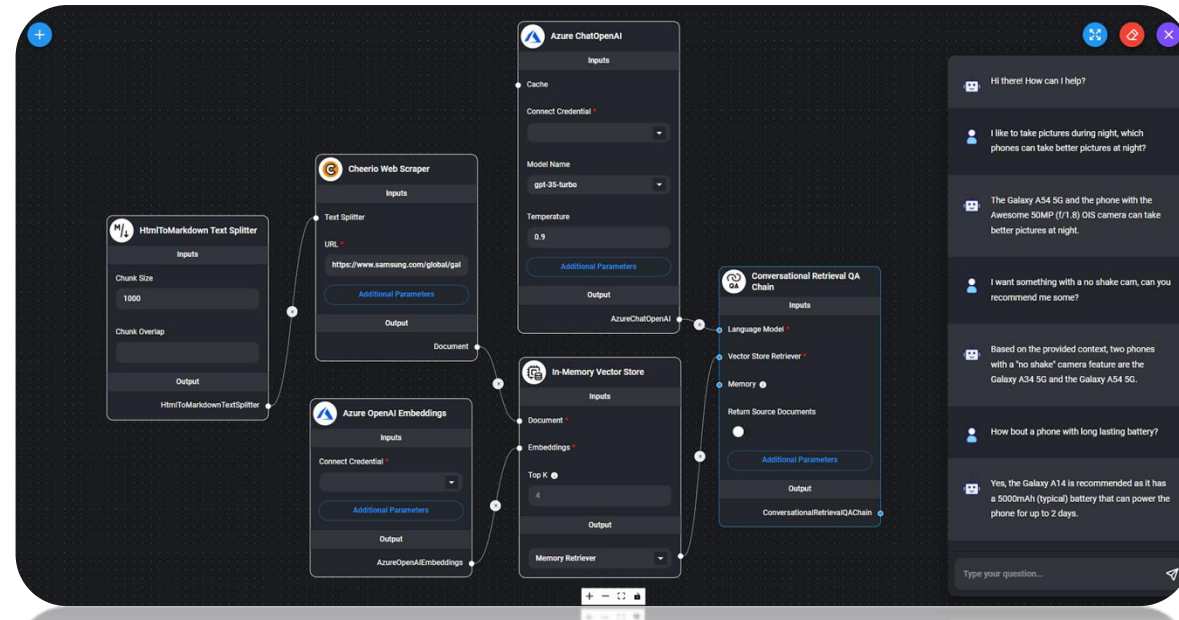 M/↓
HtmlToMarkdown Text Splitter
Inputs
Chunk Size
1000
Chunk Overlap
Output
HtmlToMarkdownTextSplitter
C
Cheerio Web Scraper
Inputs
Text Splitter
URL *
https://www.samsung.com/global/gal
Additional Parameters
Output
Document
Azure OpenAI Embeddings
Inputs
Connect Credential *
Additional Parameters
Output
AzureOpenAIEmbeddings
Azure ChatOpenAI
Inputs
Cache
Connect Credential *
Model Name
gpt-35-turbo
Temperature
0.9
Additional Parameters
Output
AzureChatOpenAI
In-Memory Vector Store
Inputs
Document *
Embeddings *
Top K
4
Output
Memory Retriever
QA
Conversational Retrieval QA
Chain
Inputs
Language Model *
Vector Store Retriever *
Memory
Return Source Documents
Additional Parameters
Output
ConversationalRetrievalQAChain
Hi there! How can I help?
I like to take pictures during night, which
phones can take better pictures at night?
The Galaxy A54 5G and the phone with the
Awesome 50MP (f/1.8) OIS camera can take
better pictures at night.
I want something with a no shake cam, can you
recommend me some?
Based on the provided context, two phones
with a "no shake" camera feature are the
Galaxy A34 5G and the Galaxy A54 5G.
How bout a phone with long lasting battery?
Yes, the Galaxy A14 is recommended as it has
a 5000mAh (typical) battery that can power the
phone for up to 2 days.
Type your question...